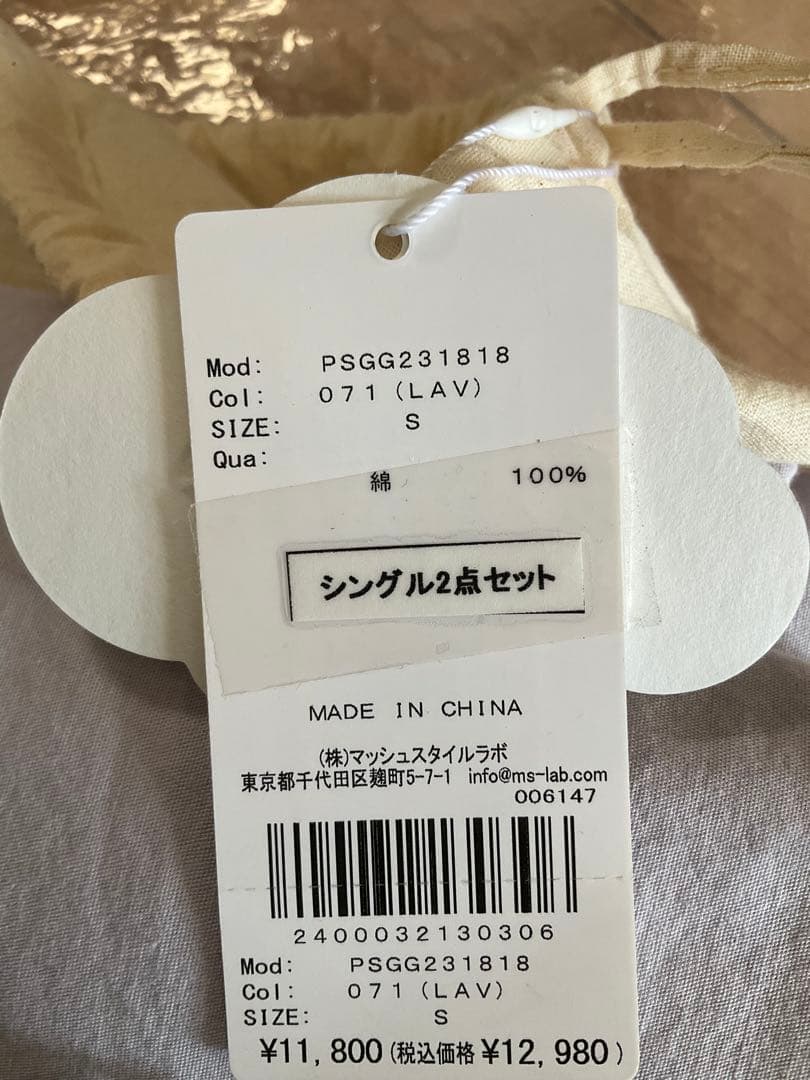 Mod: PSGG231818
Col: 071(LAV)
SIZE: S
Qua:
綿 100%
シングル2点セット
MADE IN CHINA
(株)マッシュスタイルラボ
東京都千代田区麹町5-7-1 info@ms-lab.com
006147
2400032130306
Mod: PSGG231818
Col: 071(LAV)
SIZE: S
¥11,800(税込価格¥12,980)